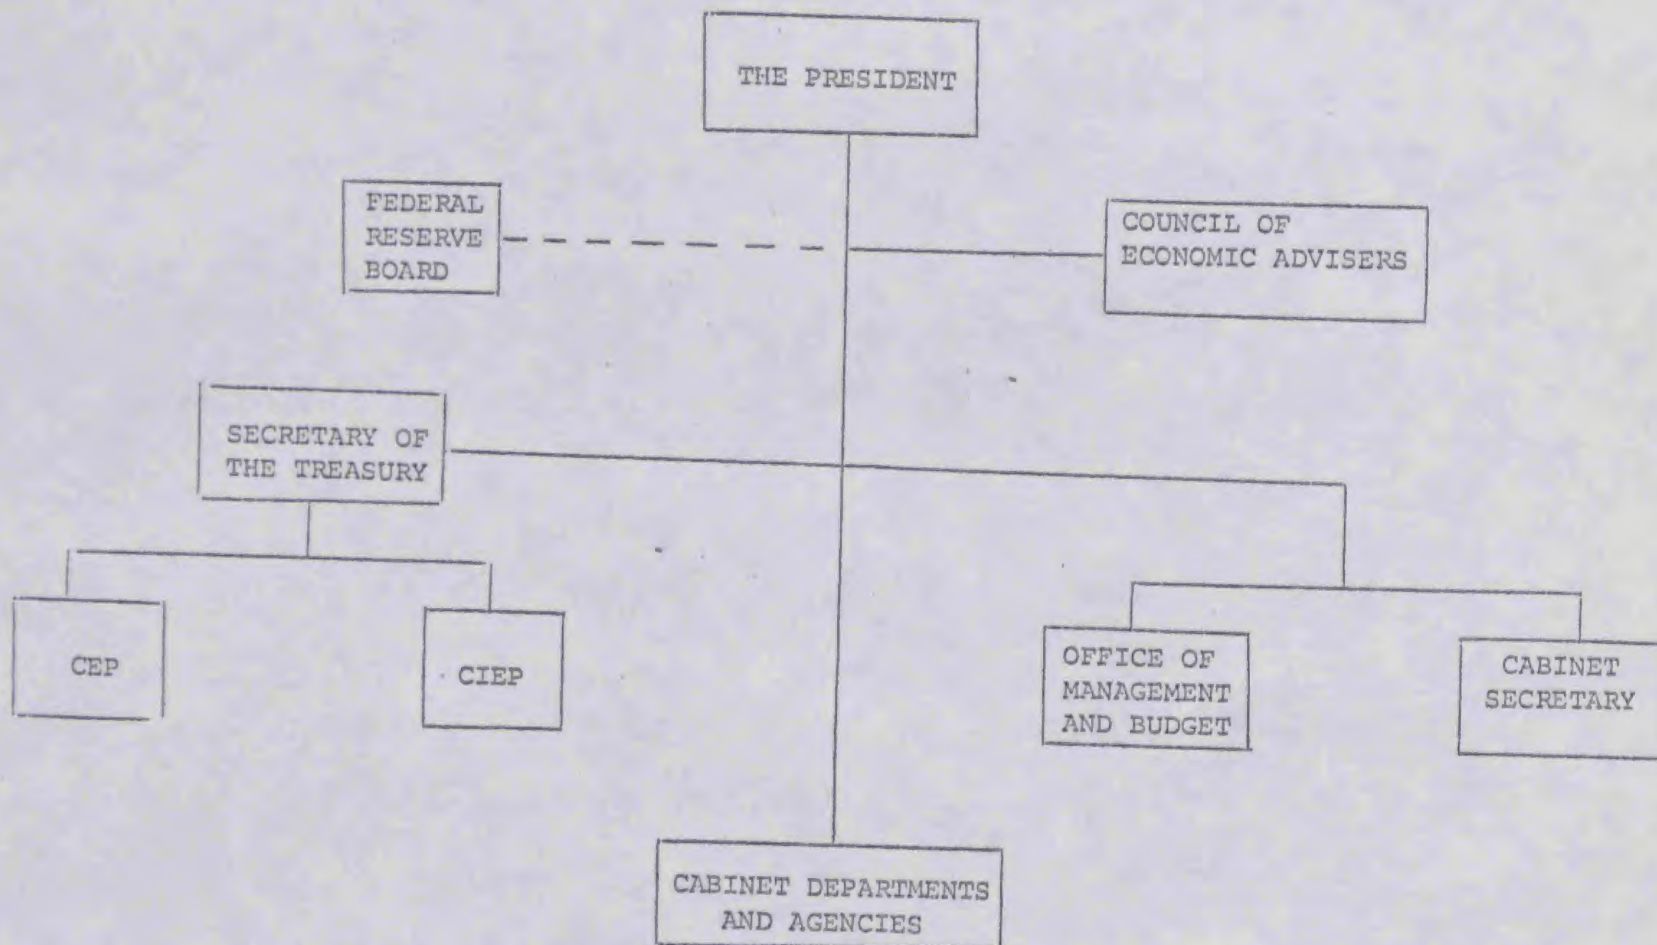 THE PRESIDENT
FEDERAL
RESERVE
BOARD
COUNCIL OF
ECONOMIC ADVISERS
SECRETARY OF
THE TREASURY
CEP
CIEP
OFFICE OF
MANAGEMENT
AND BUDGET
CABINET
SECRETARY
CABINET DEPARTMENTS
AND AGENCIES